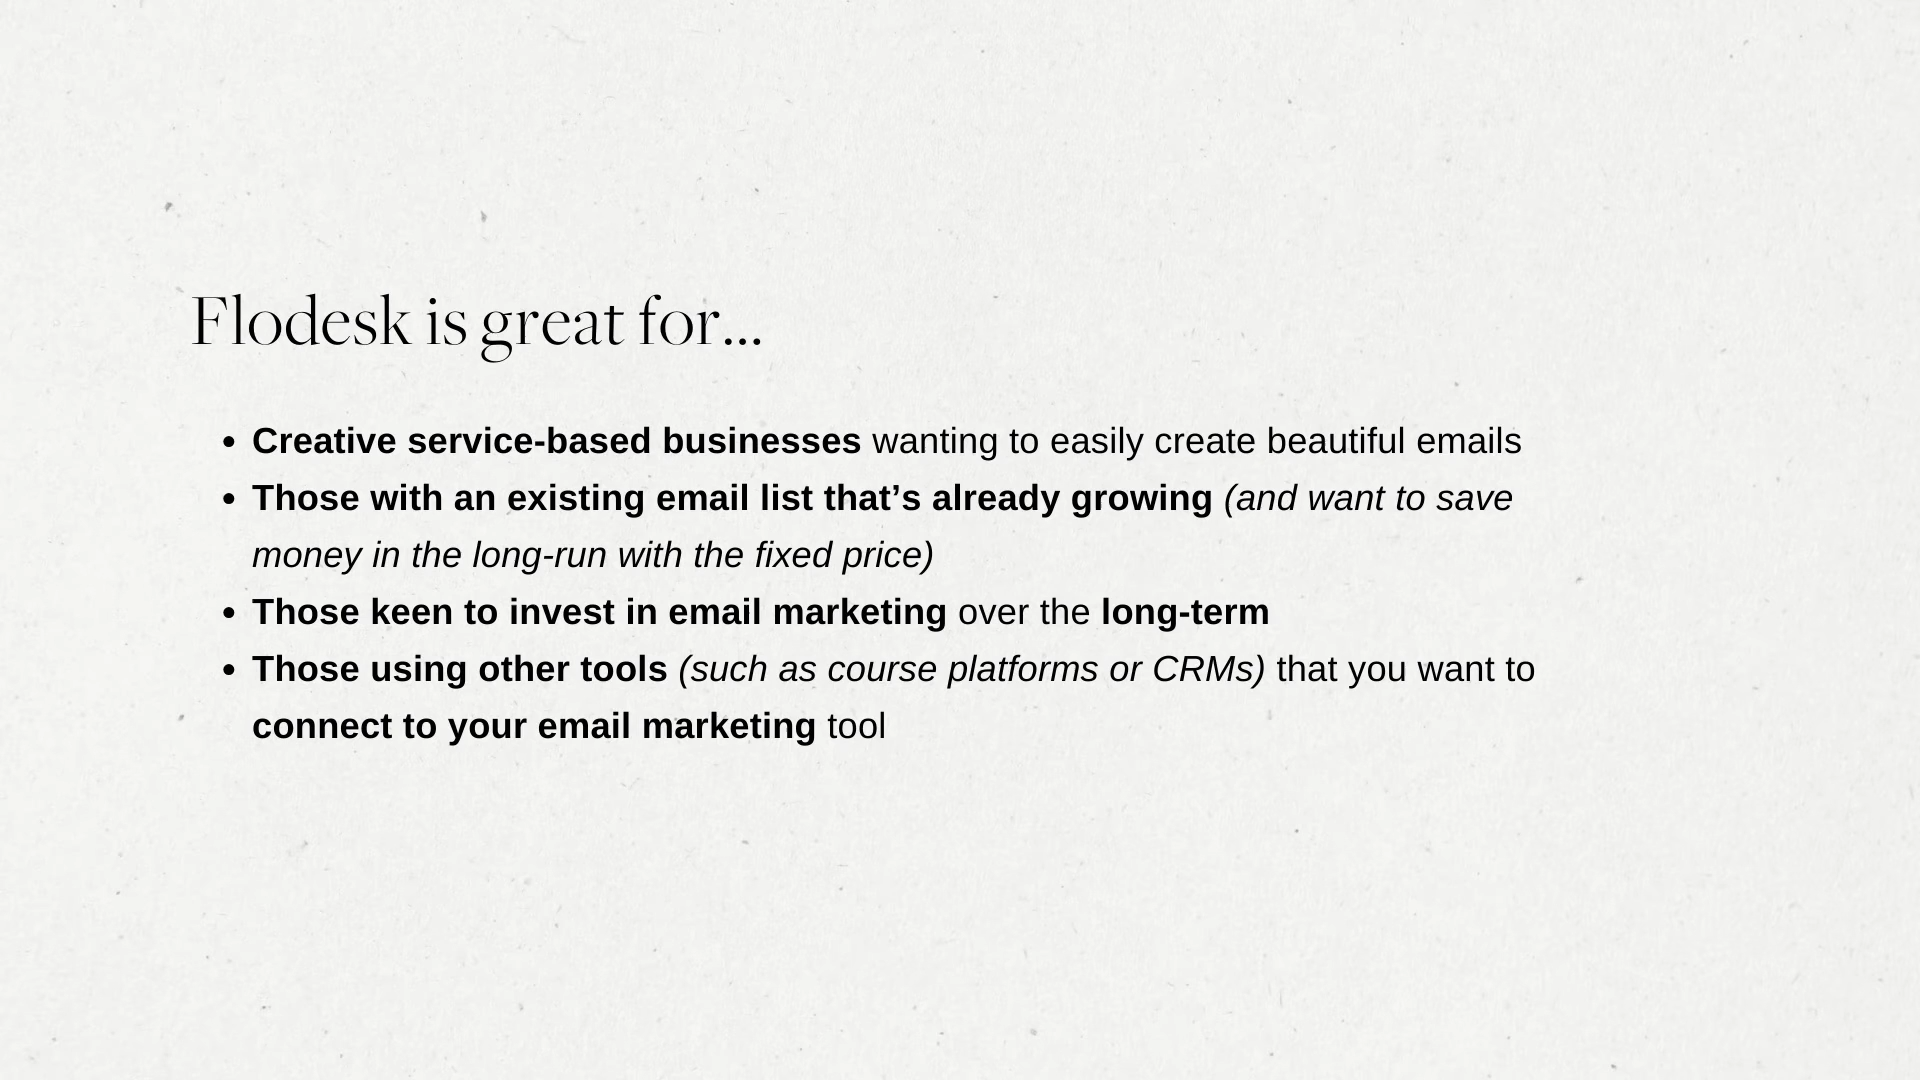 Flodesk is great for...
• Creative service-based businesses wanting to easily create beautiful emails
• Those with an existing email list that’s already growing (and want to save
money in the long-run with the fixed price)
• Those keen to invest in email marketing over the long-term
• Those using other tools (such as course platforms or CRMs) that you want to
connect to your email marketing tool